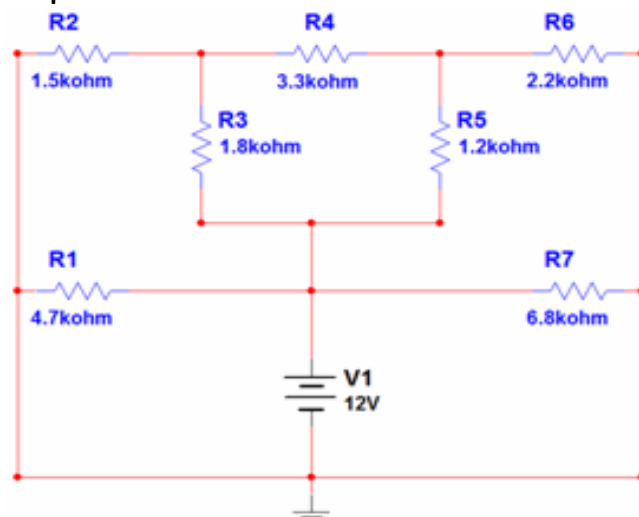 R2 R4 R6
1.5kohm 3.3kohm 2.2kohm
R3 R5
1.8kohm 1.2kohm
R1 R7
4.7kohm 6.8kohm
V1
12V